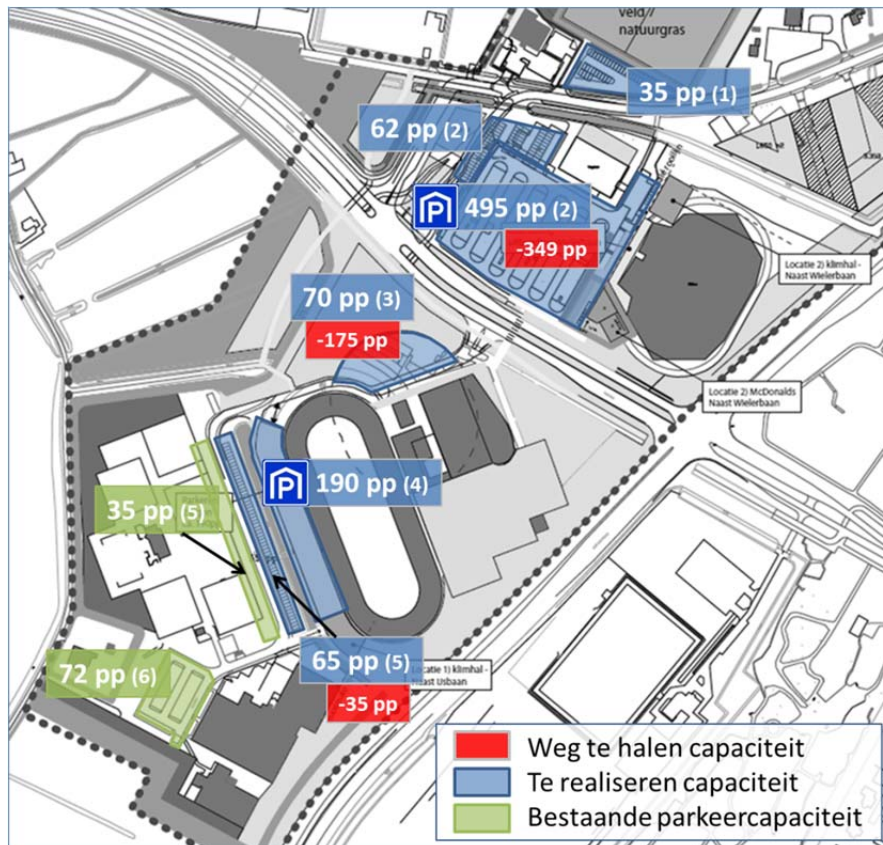 veld /
natuurgras
35 pp (1)
62 pp (2)
P
495 pp (2)
-349 pp
Locatie 2) klimhal -
Naast Wielerbaan
70 pp (3)
-175 pp
Locatie 2) McDonalds
Naast Wielerbaan
P
190 pp (4)
35 pp (5)
65 pp (5)
-35 pp
Locatie 1) klimhal -
Naast IJsbaan
72 pp (6)
Weg te halen capaciteit
Te realiseren capaciteit
Bestaande parkeercapaciteit